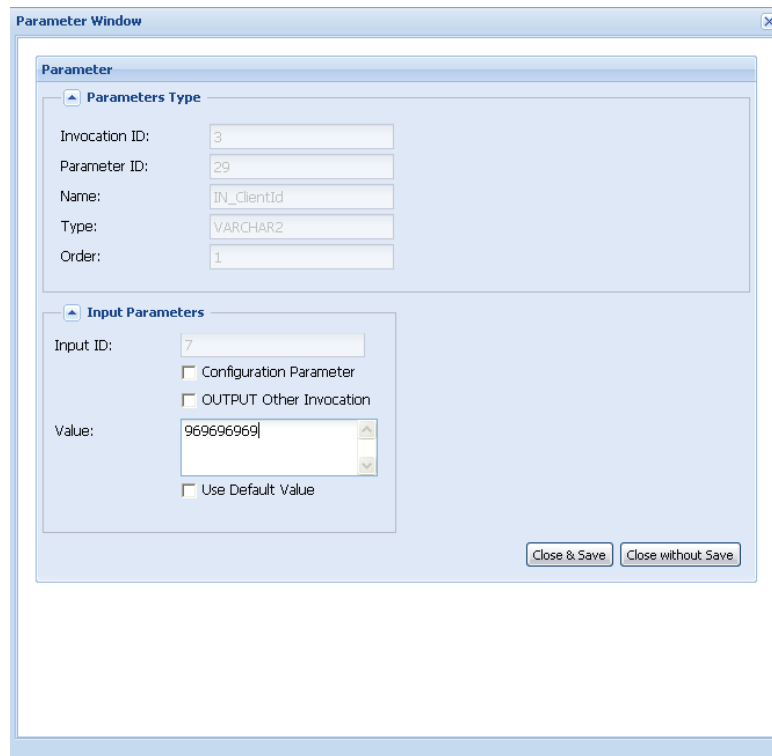 Parameter Window
Parameter
Parameters Type
Invocation ID: 3
Parameter ID: 29
Name: IN_ClientId
Type: VARCHAR2
Order: 1
Input Parameters
Input ID: 7
Configuration Parameter
OUTPUT Other Invocation
Value: 969696969
Use Default Value
Close & Save Close without Save